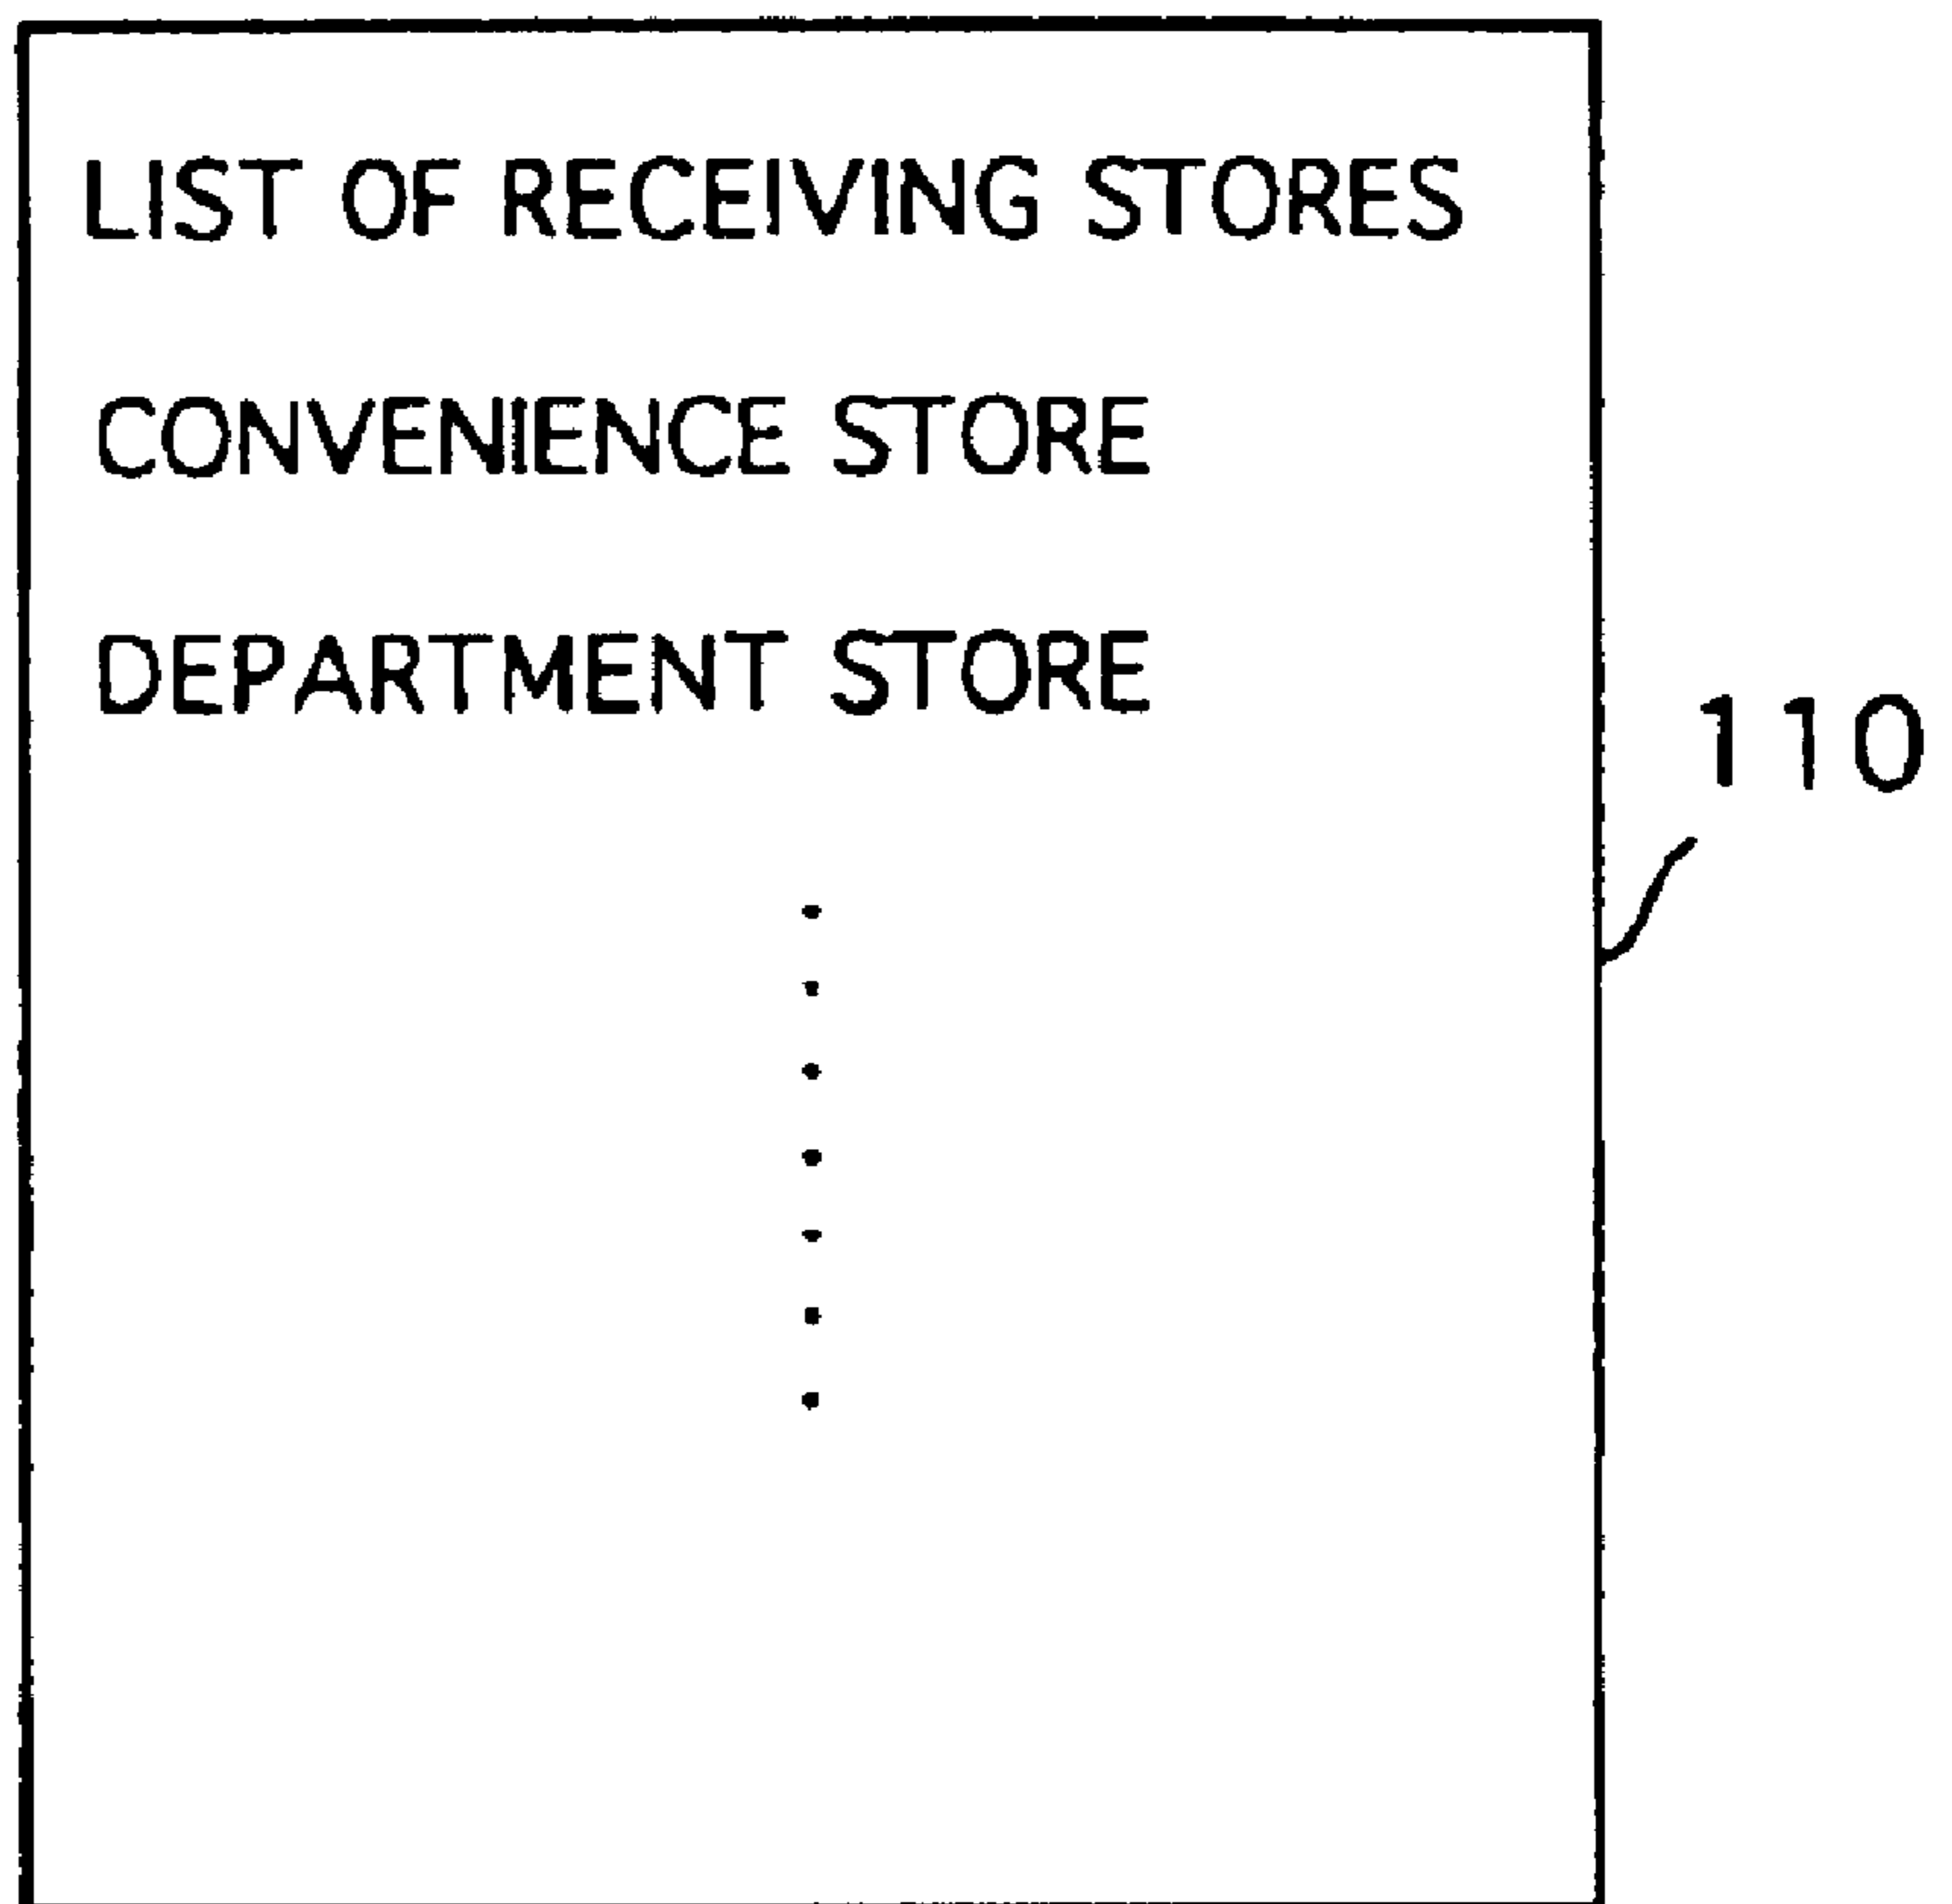 LIST OF RECEIVING STORES
CONVENIENCE STORE
DEPARTMENT STORE
110